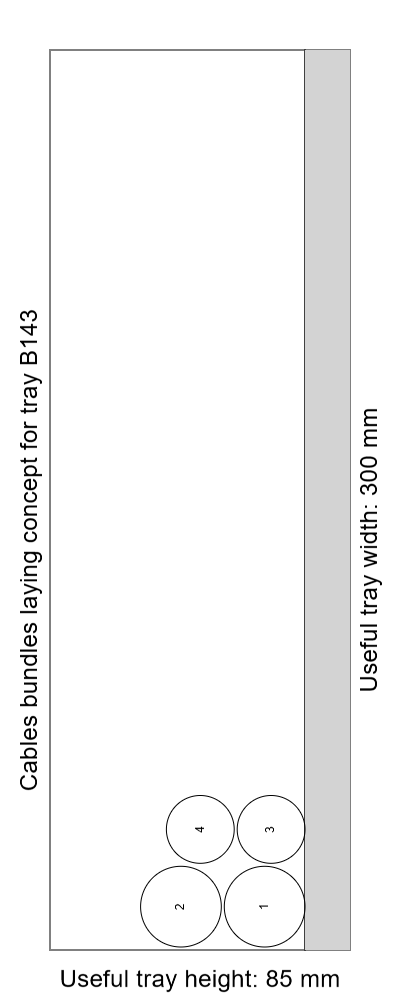 Cables bundles laying concept for tray B143
Useful tray width: 300 mm
4
3
2
1
Useful tray height: 85 mm